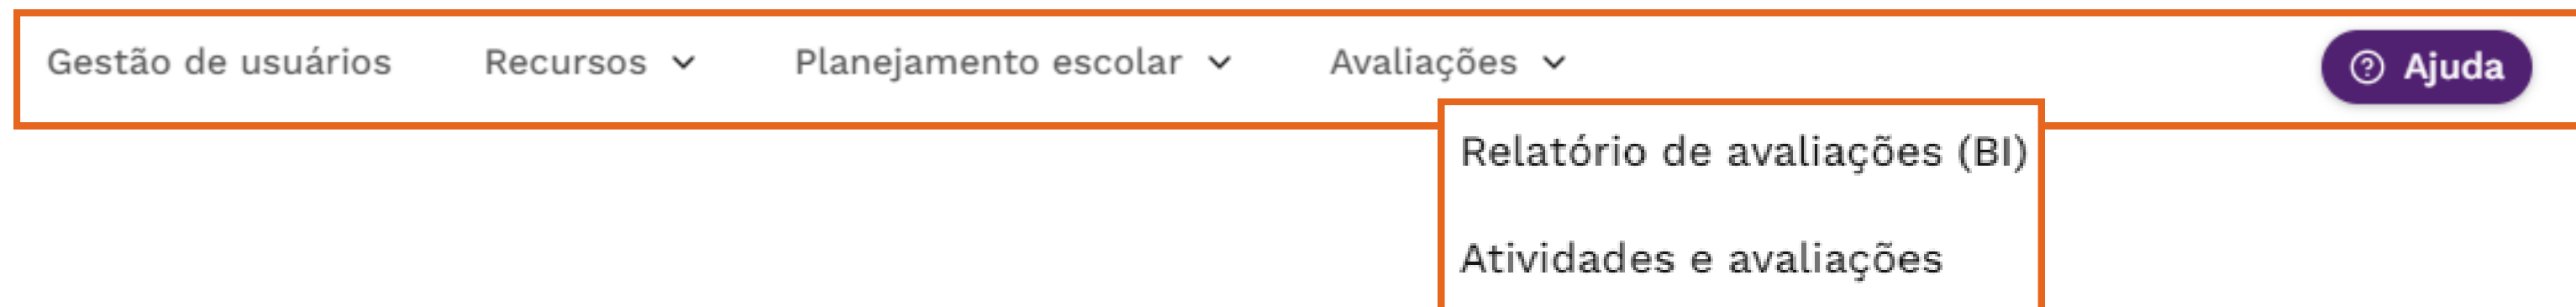 Gestão de usuários Recursos Planejamento escolar Avaliações Ajuda
Relatório de avaliações (BI)
Atividades e avaliações